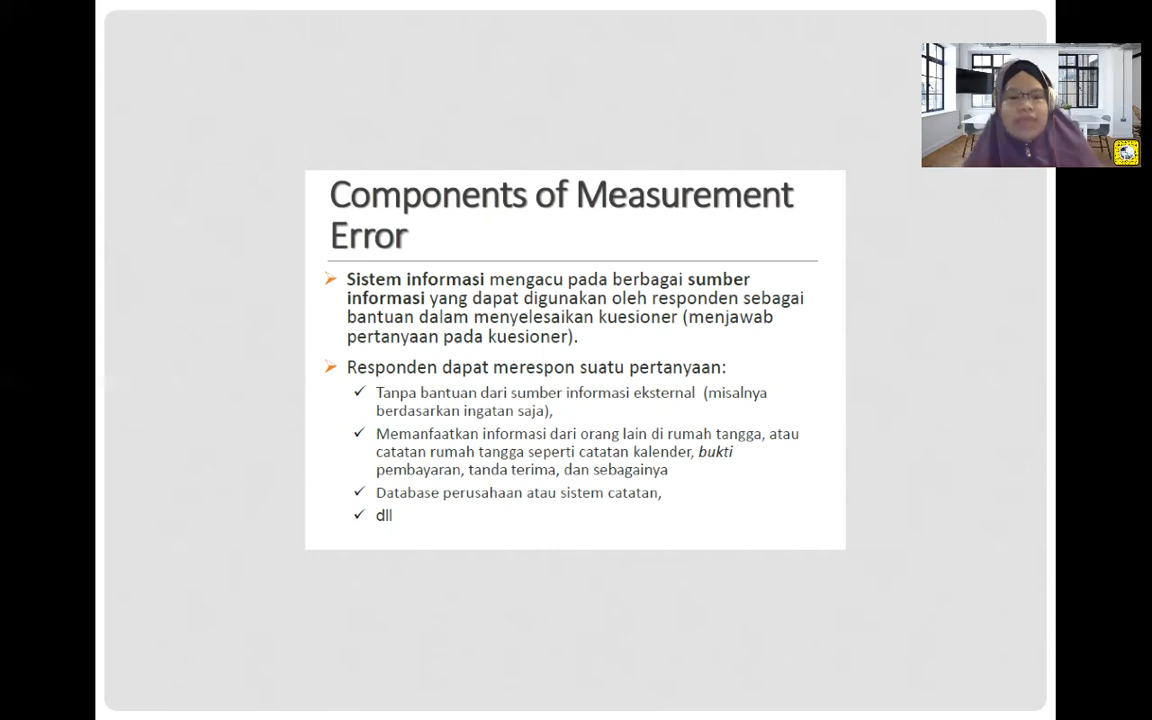 Components of Measurement
Error
Sistem informasi mengacu pada berbagai sumber
informasi yang dapat digunakan oleh responden sebagai
bantuan dalam menyelesaikan kuesioner (menjawab
pertanyaan pada kuesioner).
Responden dapat merespon suatu pertanyaan:
Tanpa bantuan dari sumber informasi eksternal (misalnya
berdasarkan ingatan saja),
Memanfaatkan informasi dari orang lain di rumah tangga, atau
catatan rumah tangga seperti catatan kalender, bukti
pembayaran, tanda terima, dan sebagainya
Database perusahaan atau sistem catatan,
dll